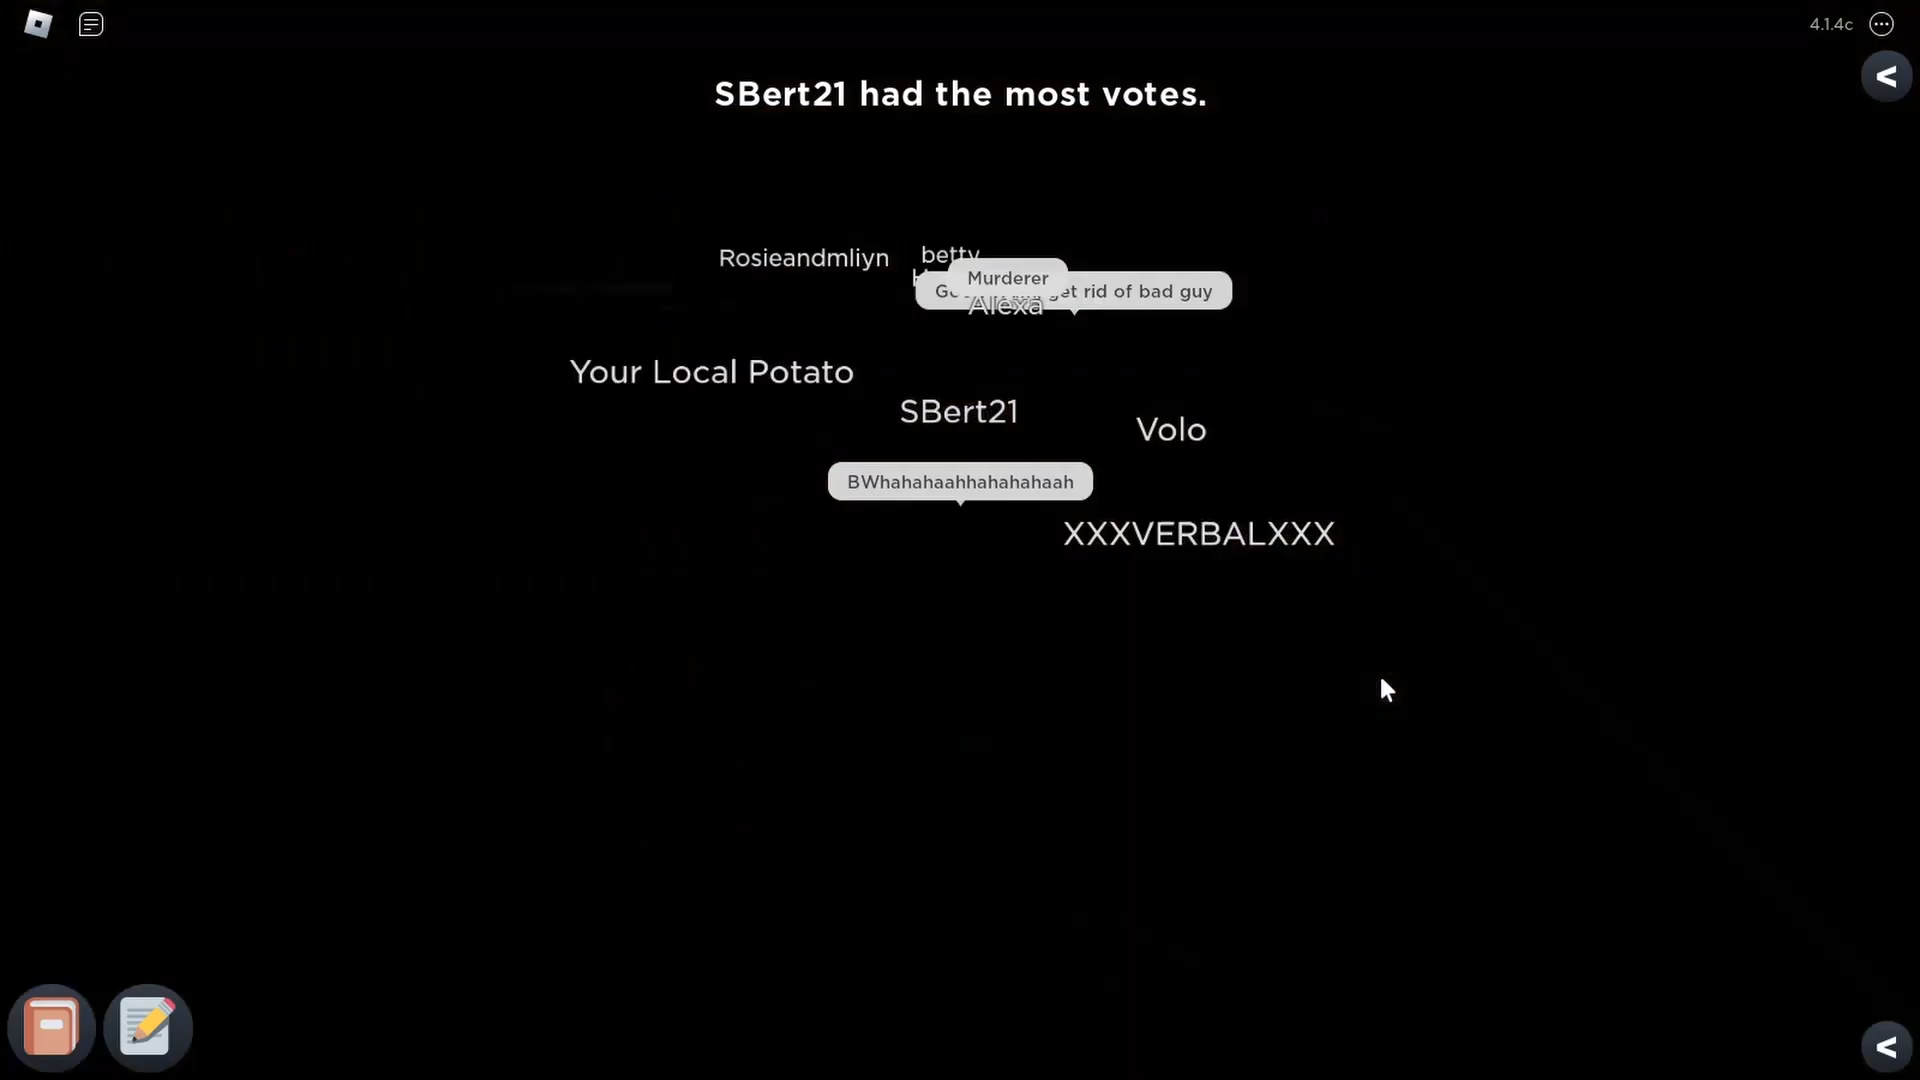 4.1.4c
SBert21 had the most votes.
Rosieandmliyn
betty
Murderer
get rid of bad guy
Alexa
Your Local Potato
SBert21
Volo
BWhahahaahhahahahaah
XXXVERBALXXX